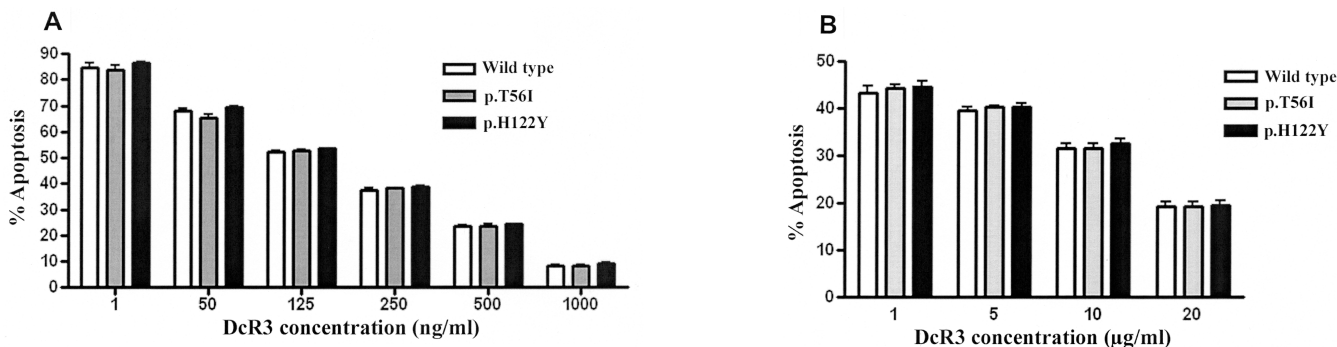 A
% Apoptosis
90
80
70
60
50
40
30
20
10
0
Wild type
p.T56I
p.H122Y
1 50 125 250 500 1000
DcR3 concentration (ng/ml)
B
% Apoptosis
50
40
30
20
10
0
Wild type
p.T56I
p.H122Y
1 5 10 20
DcR3 concentration (µg/ml)